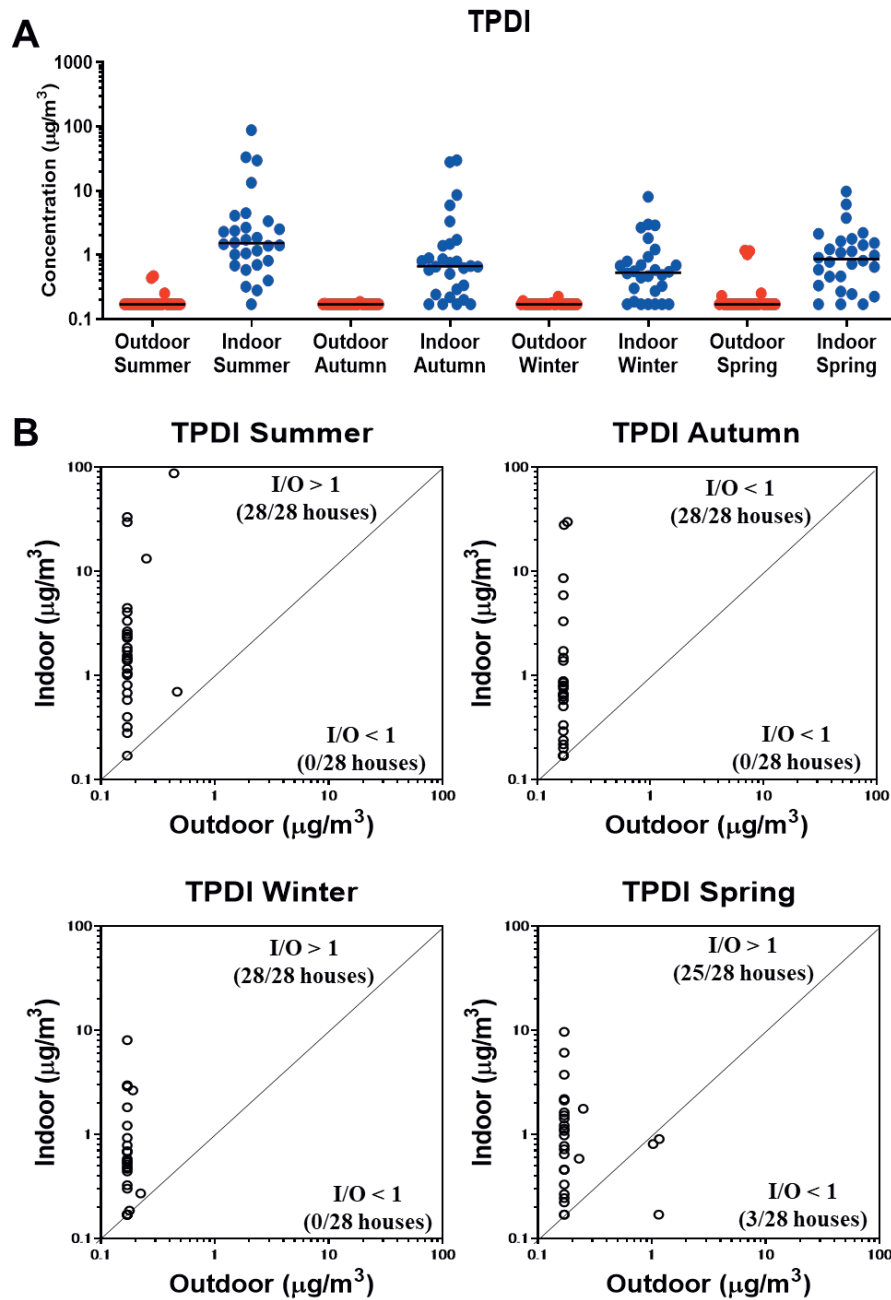 A
TPDI
Concentration (μg/m³)
1000
100
10
1
0.1
Outdoor Summer
Indoor Summer
Outdoor Autumn
Indoor Autumn
Outdoor Winter
Indoor Winter
Outdoor Spring
Indoor Spring
B
TPDI Summer
Indoor (μg/m³)
100
10
1
0.1
I/O > 1
(28/28 houses)
I/O < 1
(0/28 houses)
0.1 1 10 100
Outdoor (μg/m³)
TPDI Autumn
Indoor (μg/m³)
100
10
1
0.1
I/O < 1
(28/28 houses)
I/O < 1
(0/28 houses)
0.1 1 10 100
Outdoor (μg/m³)
TPDI Winter
Indoor (μg/m³)
100
10
1
0.1
I/O > 1
(28/28 houses)
I/O < 1
(0/28 houses)
0.1 1 10 100
Outdoor (μg/m³)
TPDI Spring
Indoor (μg/m³)
100
10
1
0.1
I/O > 1
(25/28 houses)
I/O < 1
(3/28 houses)
0.1 1 10 100
Outdoor (μg/m³)